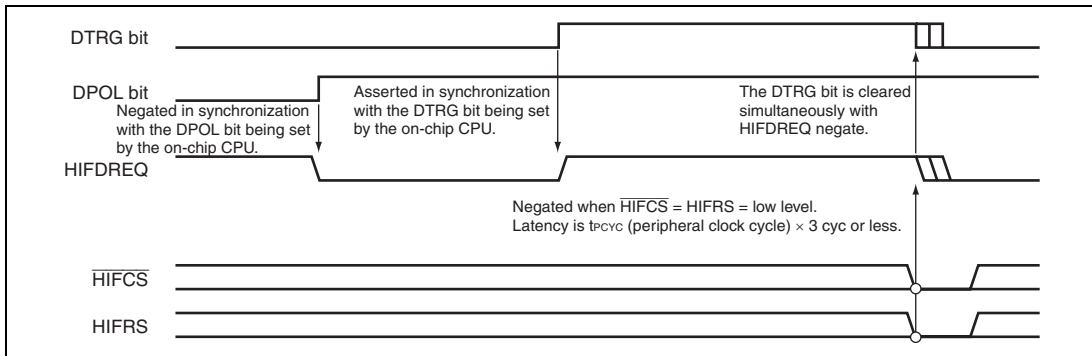 DTRG bit
DPOL bit
Negated in synchronization
with the DPOL bit being set
by the on-chip CPU.
Asserted in synchronization
with the DTRG bit being set
by the on-chip CPU.
The DTRG bit is cleared
simultaneously with
HIFDREQ negate.
HIFDREQ
Negated when HIFCS = HIFRS = low level.
Latency is tPCYC (peripheral clock cycle) × 3 cyc or less.
HIFCS
HIFRS